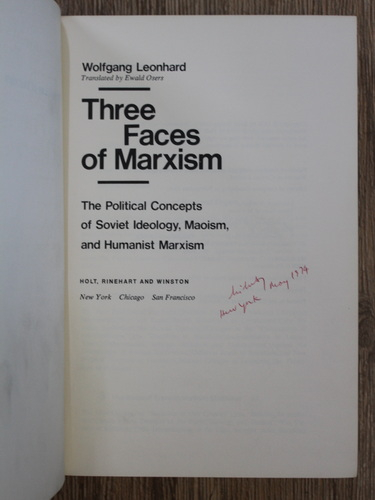 Wolfgang Leonhard
Translated by Ewald Osers
Three
Faces
of Marxism
The Political Concepts
of Soviet Ideology, Maoism,
and Humanist Marxism
HOLT, RINEHART AND WINSTON
New York Chicago San Francisco
May 1974
New York